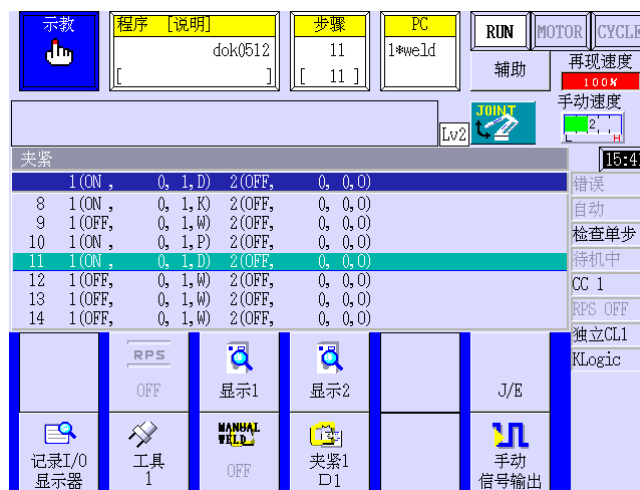 示教
程序 [说明]
步骤
PC
RUN
MOTOR
CYCLE
dok0512
11
1*weld
[ ]
[ 11 ]
辅助
再现速度
100%
手动速度
2
L H
Lv2
JOINT
夹紧
15:4
1(ON , 0, 1,D) 2(OFF, 0, 0,O)
8 1(ON , 0, 1,K) 2(OFF, 0, 0,O)
9 1(OFF, 0, 1,W) 2(OFF, 0, 0,O)
10 1(ON , 0, 1,P) 2(OFF, 0, 0,O)
11 1(ON , 0, 1,D) 2(OFF, 0, 0,O)
12 1(OFF, 0, 1,W) 2(OFF, 0, 0,O)
13 1(OFF, 0, 1,W) 2(OFF, 0, 0,O)
14 1(OFF, 0, 1,W) 2(OFF, 0, 0,O)
错误
自动
检查单步
待机中
CC 1
RPS OFF
独立CL1
KLogic
RPS
OFF
显示1
显示2
J/E
记录I/O
显示器
工具
1
MANUAL
WELD
OFF
夹紧1
D1
手动
信号输出